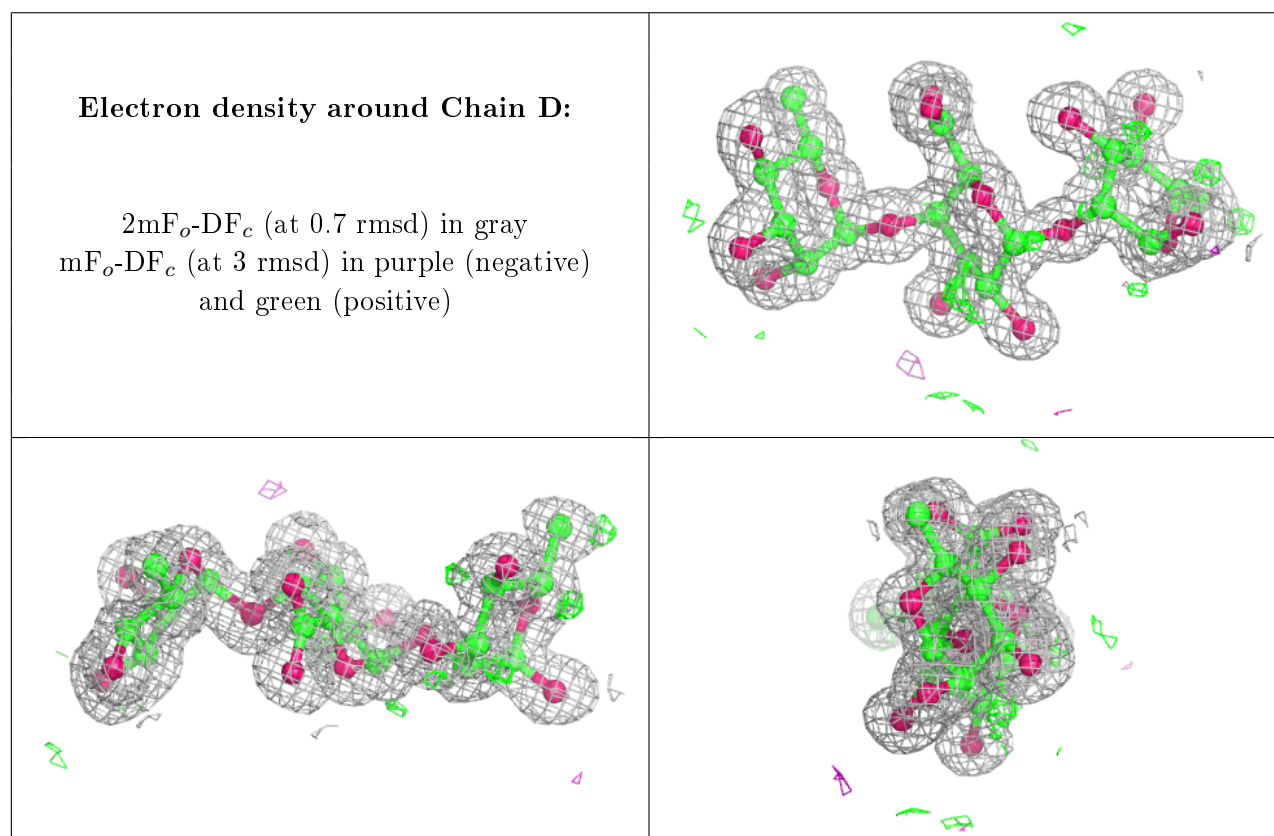 Electron density around Chain D:
2mFₒ-DF𝒸 (at 0.7 rmsd) in gray
mFₒ-DF𝒸 (at 3 rmsd) in purple (negative)
and green (positive)